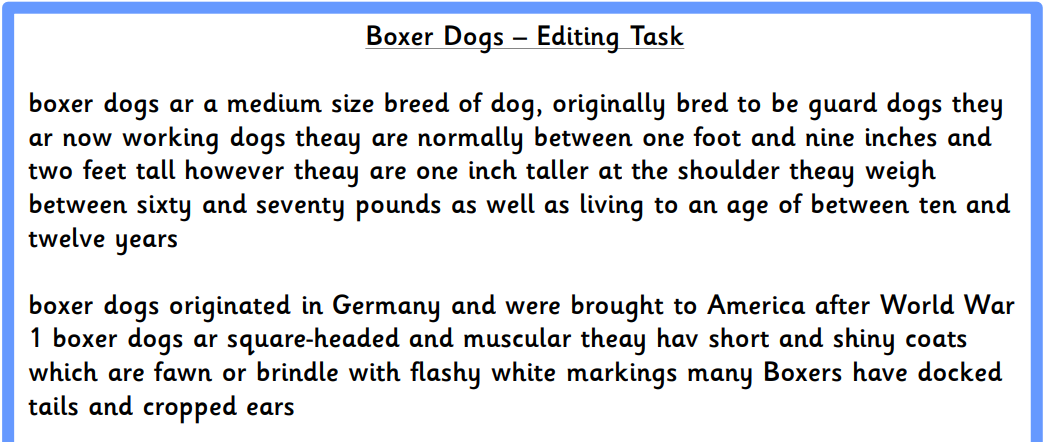 Boxer Dogs – Editing Task
boxer dogs ar a medium size breed of dog, originally bred to be guard dogs they
ar now working dogs theay are normally between one foot and nine inches and
two feet tall however theay are one inch taller at the shoulder theay weigh
between sixty and seventy pounds as well as living to an age of between ten and
twelve years
boxer dogs originated in Germany and were brought to America after World War
1 boxer dogs ar square-headed and muscular theay hav short and shiny coats
which are fawn or brindle with flashy white markings many Boxers have docked
tails and cropped ears